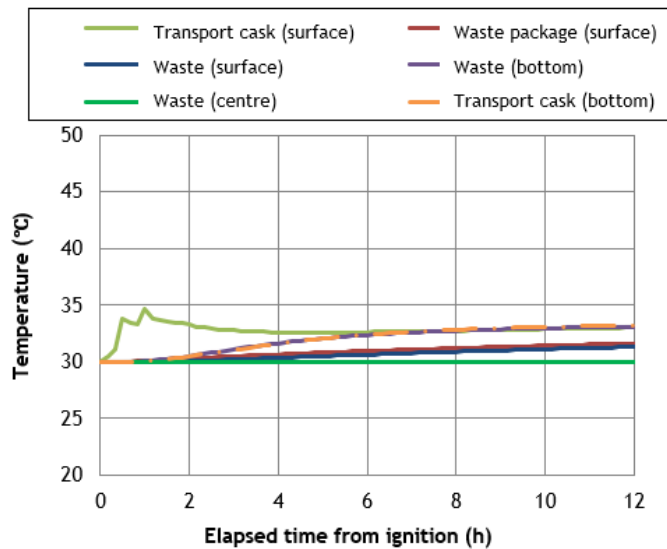 Transport cask (surface) Waste package (surface)
Waste (surface) Waste (bottom)
Waste (centre) Transport cask (bottom)
50
45
40
35
30
25
20
Temperature (℃)
0 2 4 6 8 10 12
Elapsed time from ignition (h)